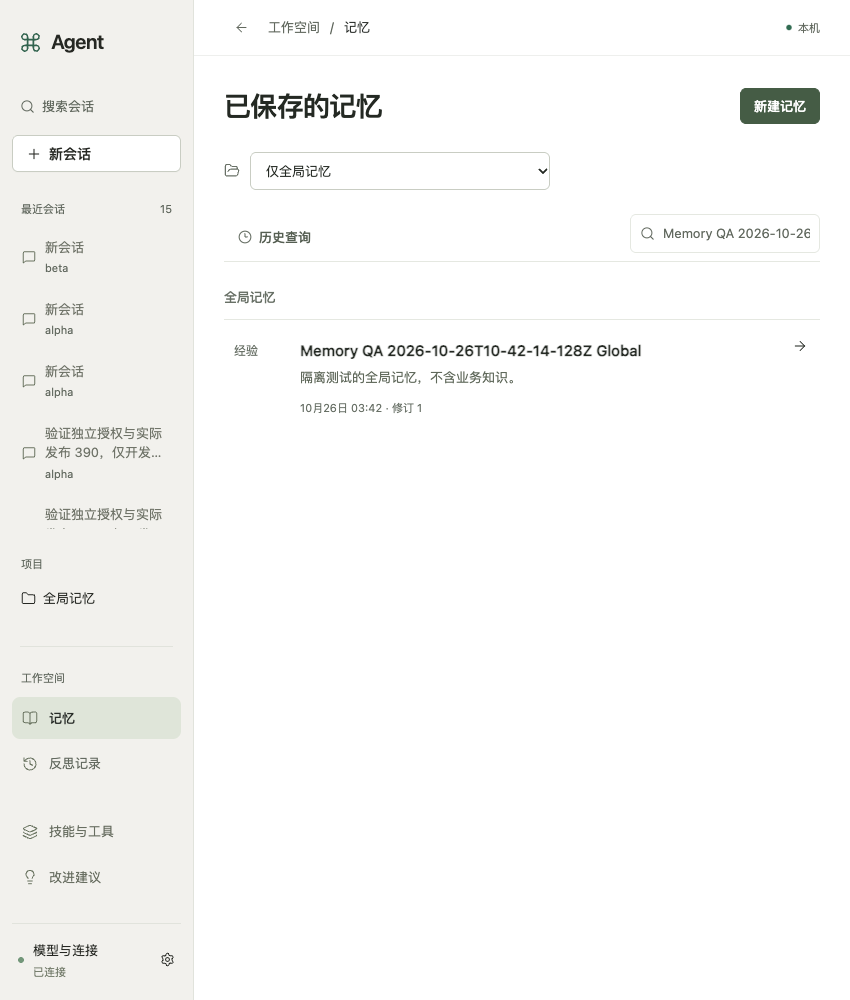 Agent
搜索会话
新会话
最近会话 15
新会话
beta
新会话
alpha
新会话
alpha
验证独立授权与实际
发布 390，仅开发...
alpha
验证独立授权与实际
项目
全局记忆
工作空间
记忆
反思记录
技能与工具
改进建议
模型与连接
已连接
工作空间 / 记忆
本机
已保存的记忆
新建记忆
仅全局记忆
历史查询
Memory QA 2026-10-26
全局记忆
经验
Memory QA 2026-10-26T10-42-14-128Z Global
隔离测试的全局记忆，不含业务知识。
10月26日 03:42 · 修订 1